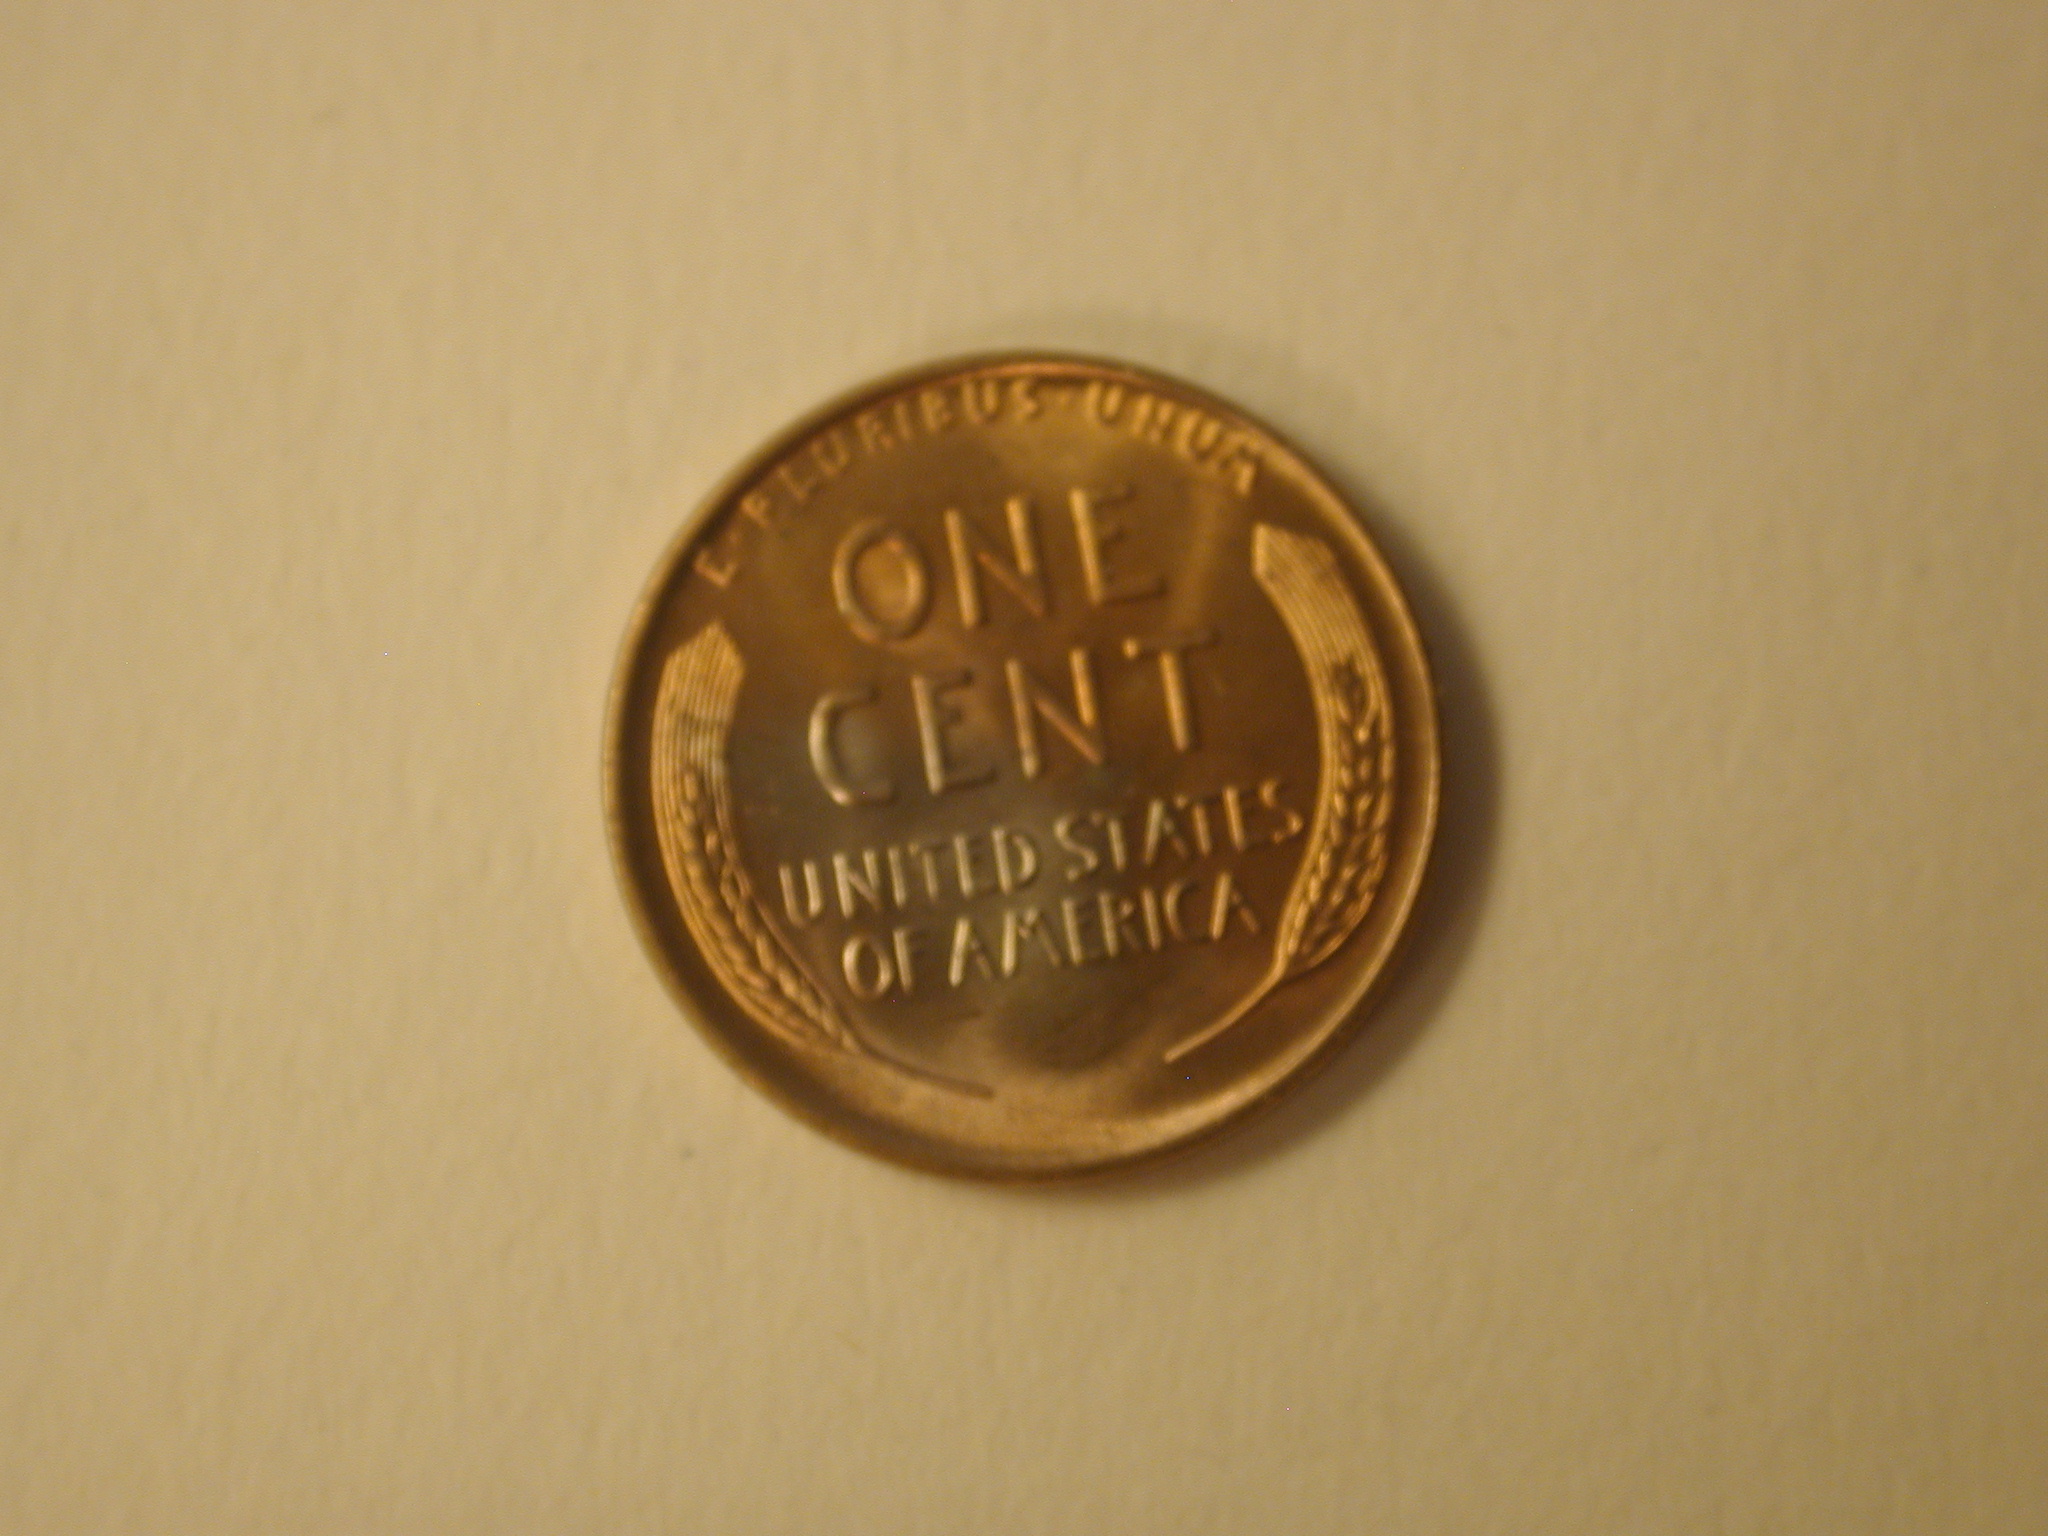 E·PLURIBUS·UNUM
ONE
CENT
UNITED STATES
OF AMERICA